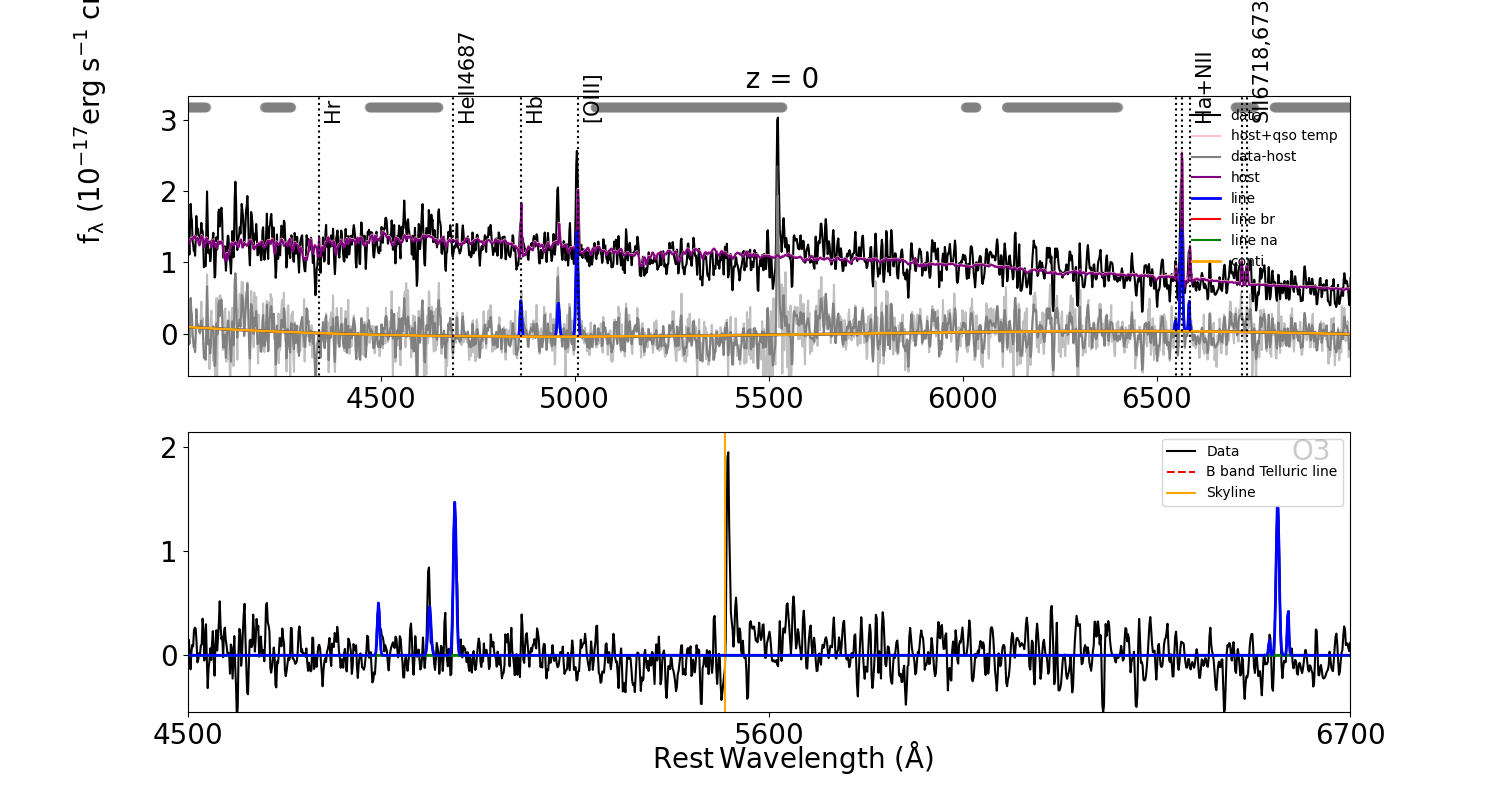 z = 0
f_λ (10^−17 erg s^−1
Hr
HeII4687
Hb
[OIII]
Ha+NII
SII6718,673
data
host+qso temp
data-host
host
line
line br
line na
conti
3
2
1
0
4500 5000 5500 6000 6500
O3
Data
B band Telluric line
Skyline
2
1
0
4500 5600 6700
Rest Wavelength (Å)